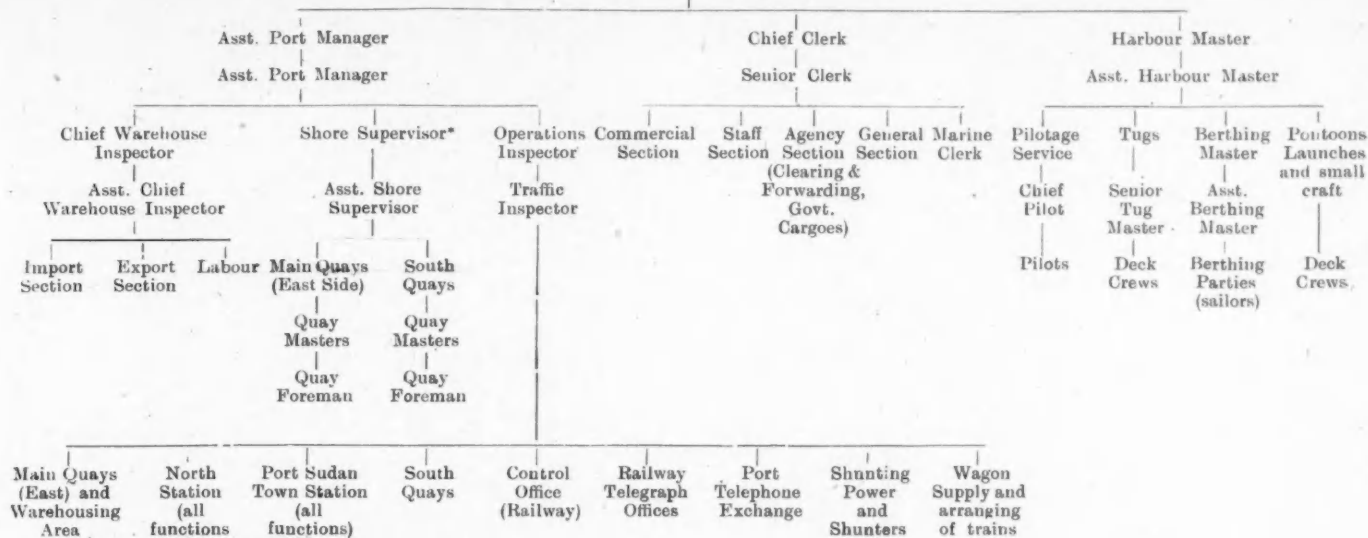 Asst. Port Manager
Chief Clerk
Harbour Master
Asst. Port Manager
Senior Clerk
Asst. Harbour Master
Chief Warehouse
Inspector
Shore Supervisor*
Operations
Inspector
Commercial
Section
Staff
Section
Agency
Section
(Clearing &
Forwarding,
Govt.
Cargoes)
General
Section
Marine
Clerk
Pilotage
Service
Tugs
Berthing
Master
Pontoons
Launches
and small
craft
Asst. Chief
Warehouse Inspector
Asst. Shore
Supervisor
Traffic
Inspector
Chief
Pilot
Senior
Tug
Master
Asst.
Berthing
Master
Import
Section
Export
Section
Labour
Main Quays
(East Side)
South
Quays
Pilots
Deck
Crews
Berthing
Parties
(sailors)
Deck
Crews
Quay
Masters
Quay
Masters
Quay
Foreman
Quay
Foreman
Main Quays
(East) and
Warehousing
Area
North
Station
(all
functions
Port Sudan
Town Station
(all
functions)
South
Quays
Control
Office
(Railway)
Railway
Telegraph
Offices
Port
Telephone
Exchange
Shunting
Power
and
Shunters
Wagon
Supply and
arranging
of trains